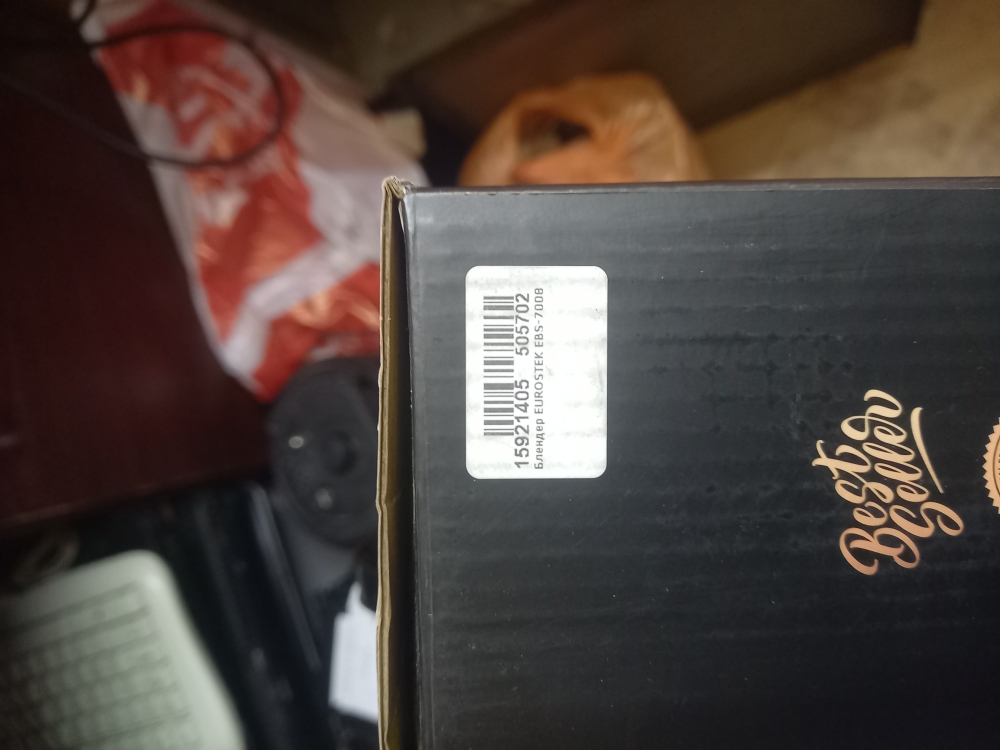 15921405 505702
Блендер EUROSTEK EBS-7008
Best
Seller